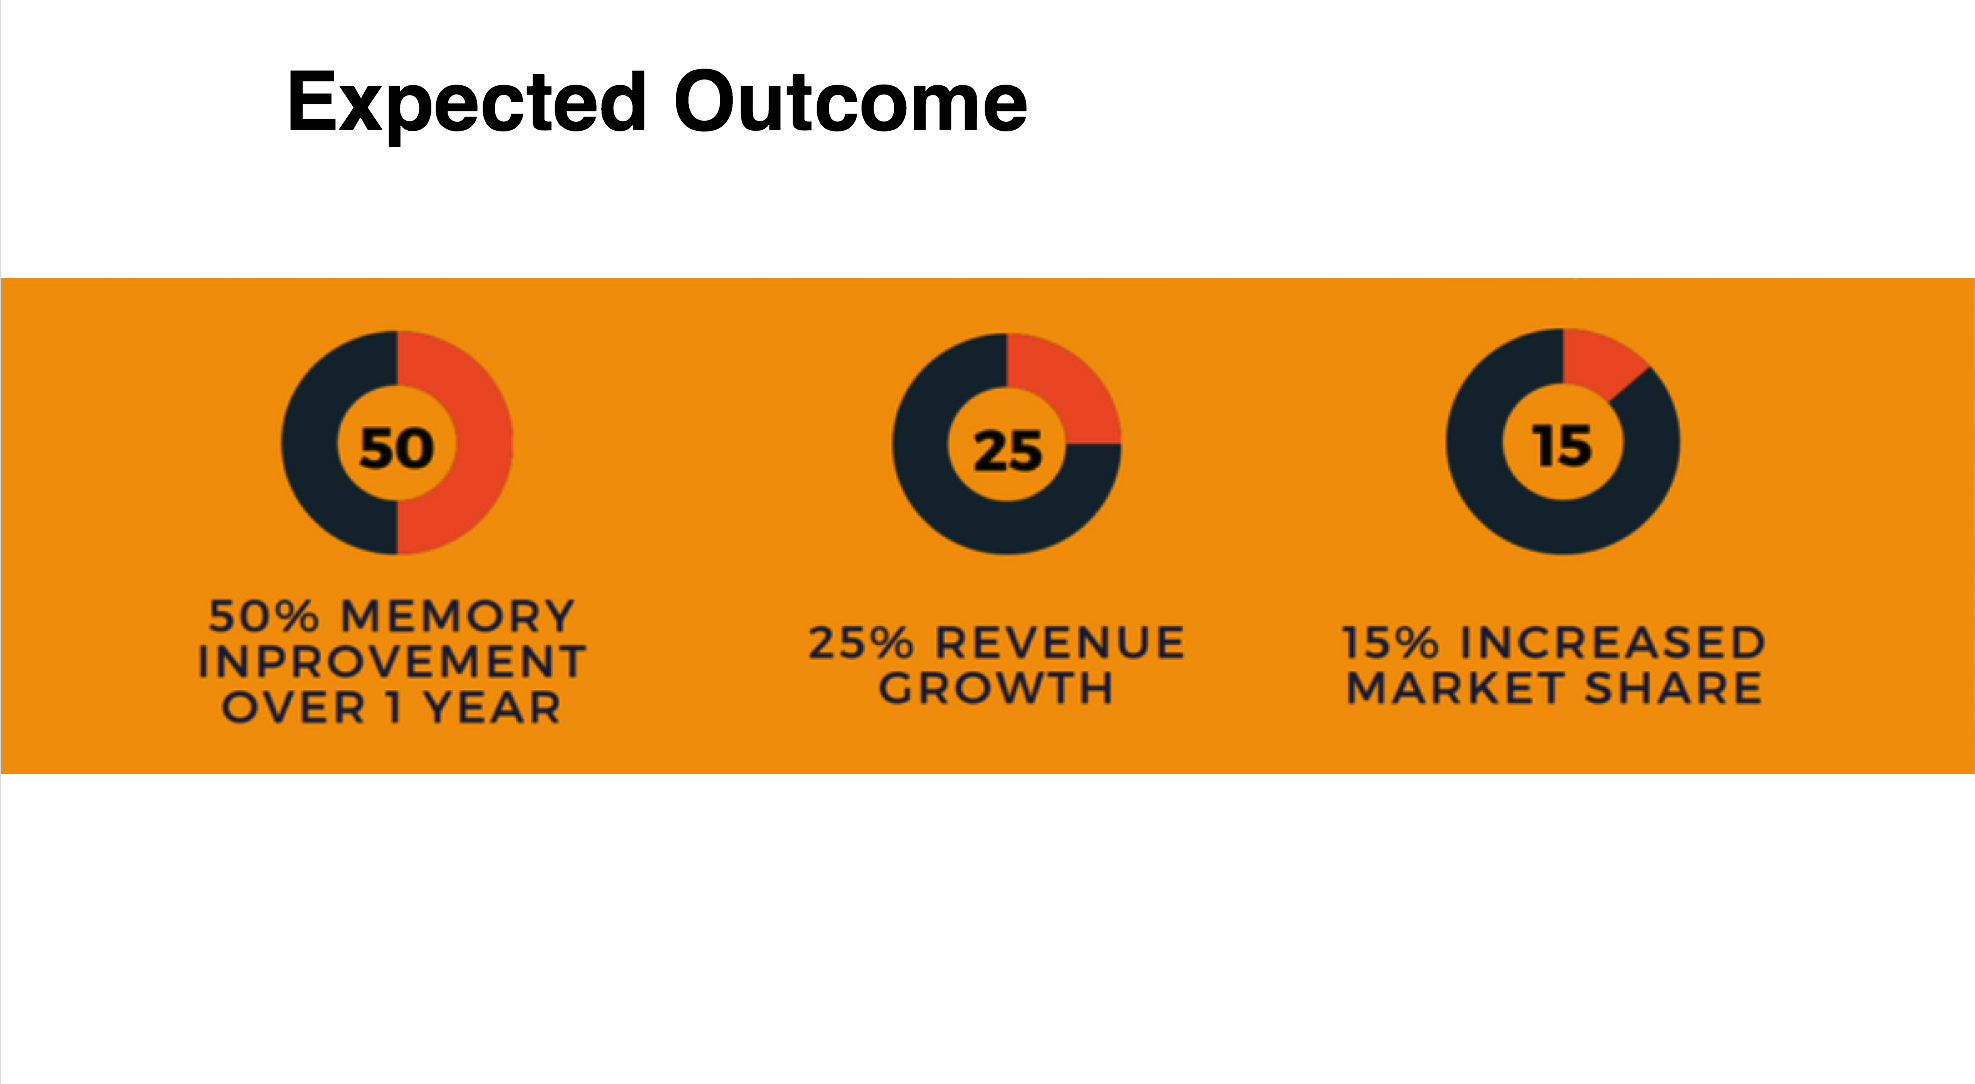 Expected Outcome
50
25
15
50% MEMORY
INPROVEMENT
OVER 1 YEAR
25% REVENUE
GROWTH
15% INCREASED
MARKET SHARE